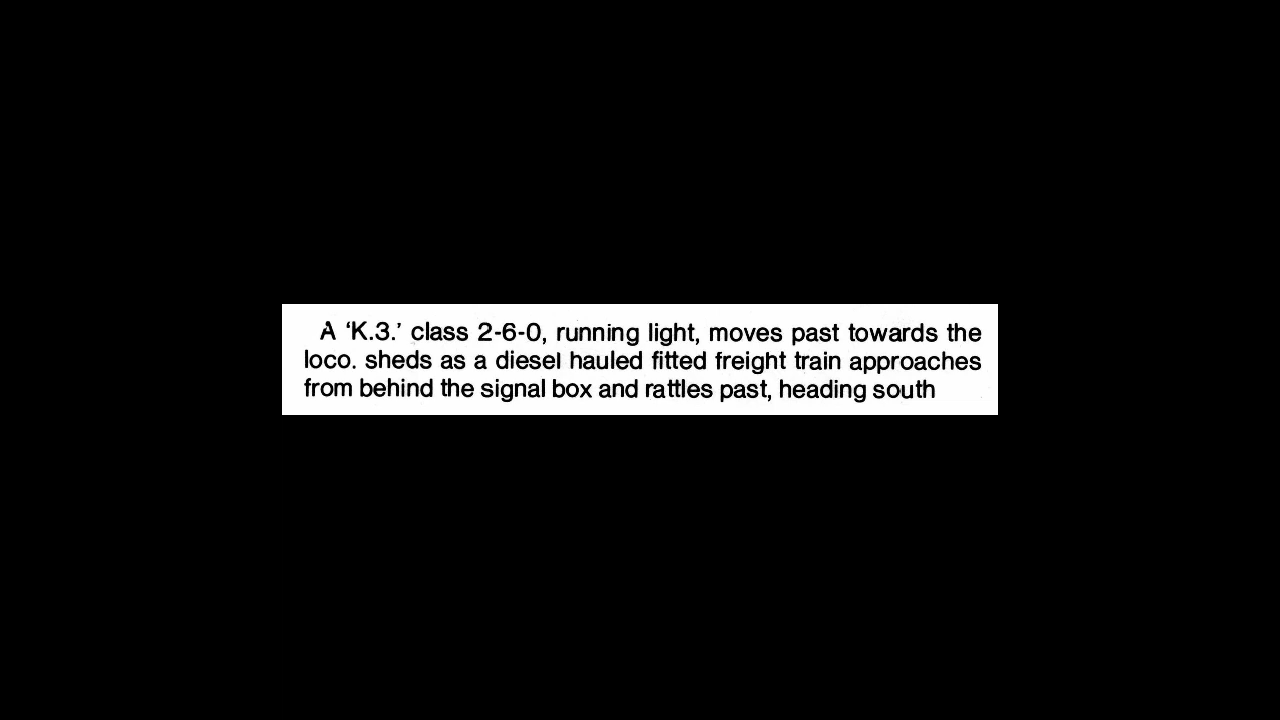 A ‘K.3.’ class 2-6-0, running light, moves past towards the
loco. sheds as a diesel hauled fitted freight train approaches
from behind the signal box and rattles past, heading south